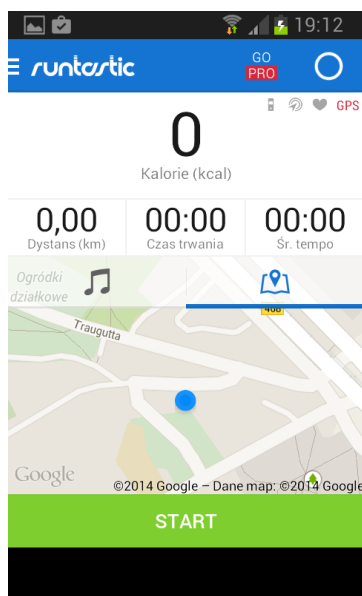 19:12
runtastic
GO
PRO
GPS
0
Kalorie (kcal)
0,00
00:00
00:00
Dystans (km)
Czas trwania
Śr. tempo
Ogródki
działkowe
468
Traugutta
Google
©2014 Google – Dane map: ©2014 Google
START